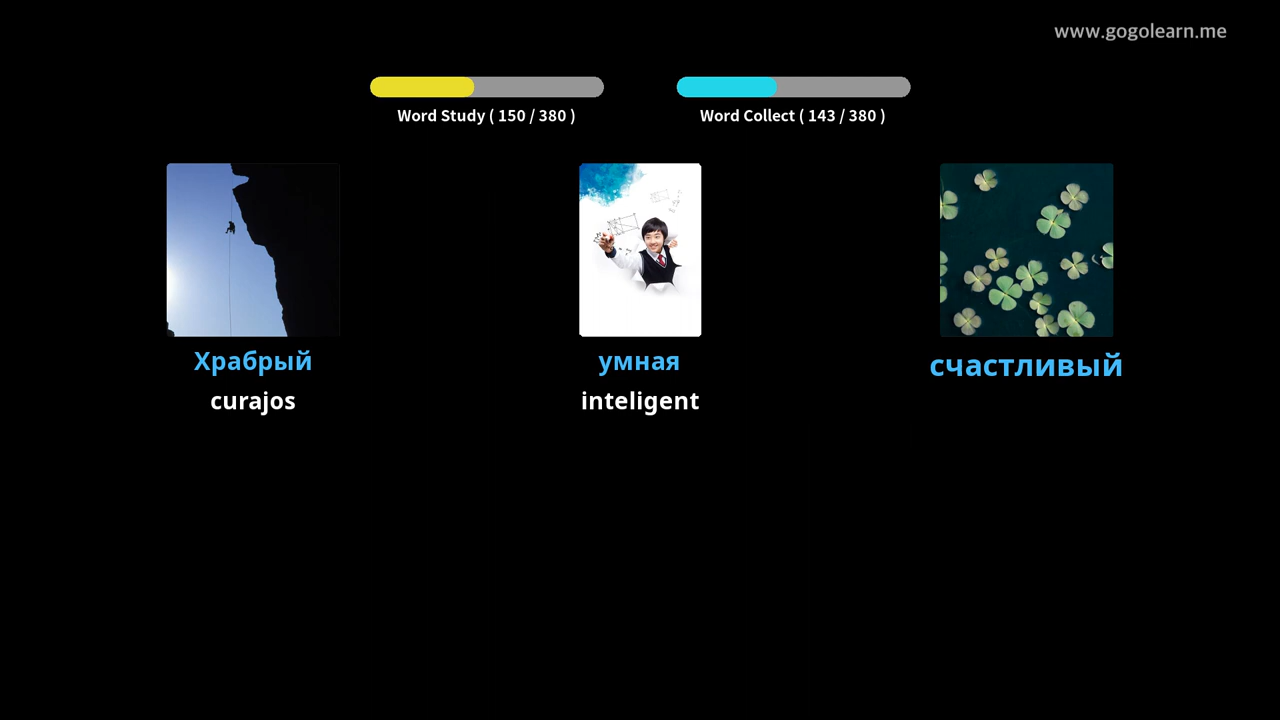 www.gogolearn.me
Word Study ( 150 / 380 )
Word Collect ( 143 / 380 )
Храбрый
умная
счастливый
curajos
inteligent